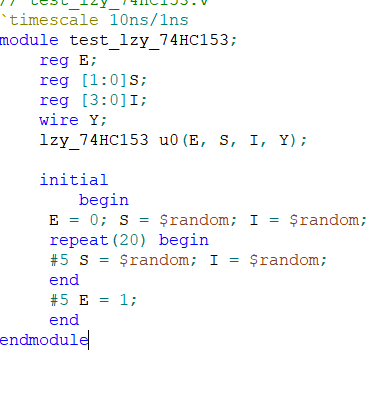 // test_lzy_74HC153.v
`timescale 10ns/1ns
module test_lzy_74HC153;
reg E;
reg [1:0]S;
reg [3:0]I;
wire Y;
lzy_74HC153 u0(E, S, I, Y);
initial
begin
E = 0; S = $random; I = $random;
repeat(20) begin
#5 S = $random; I = $random;
end
#5 E = 1;
end
endmodule